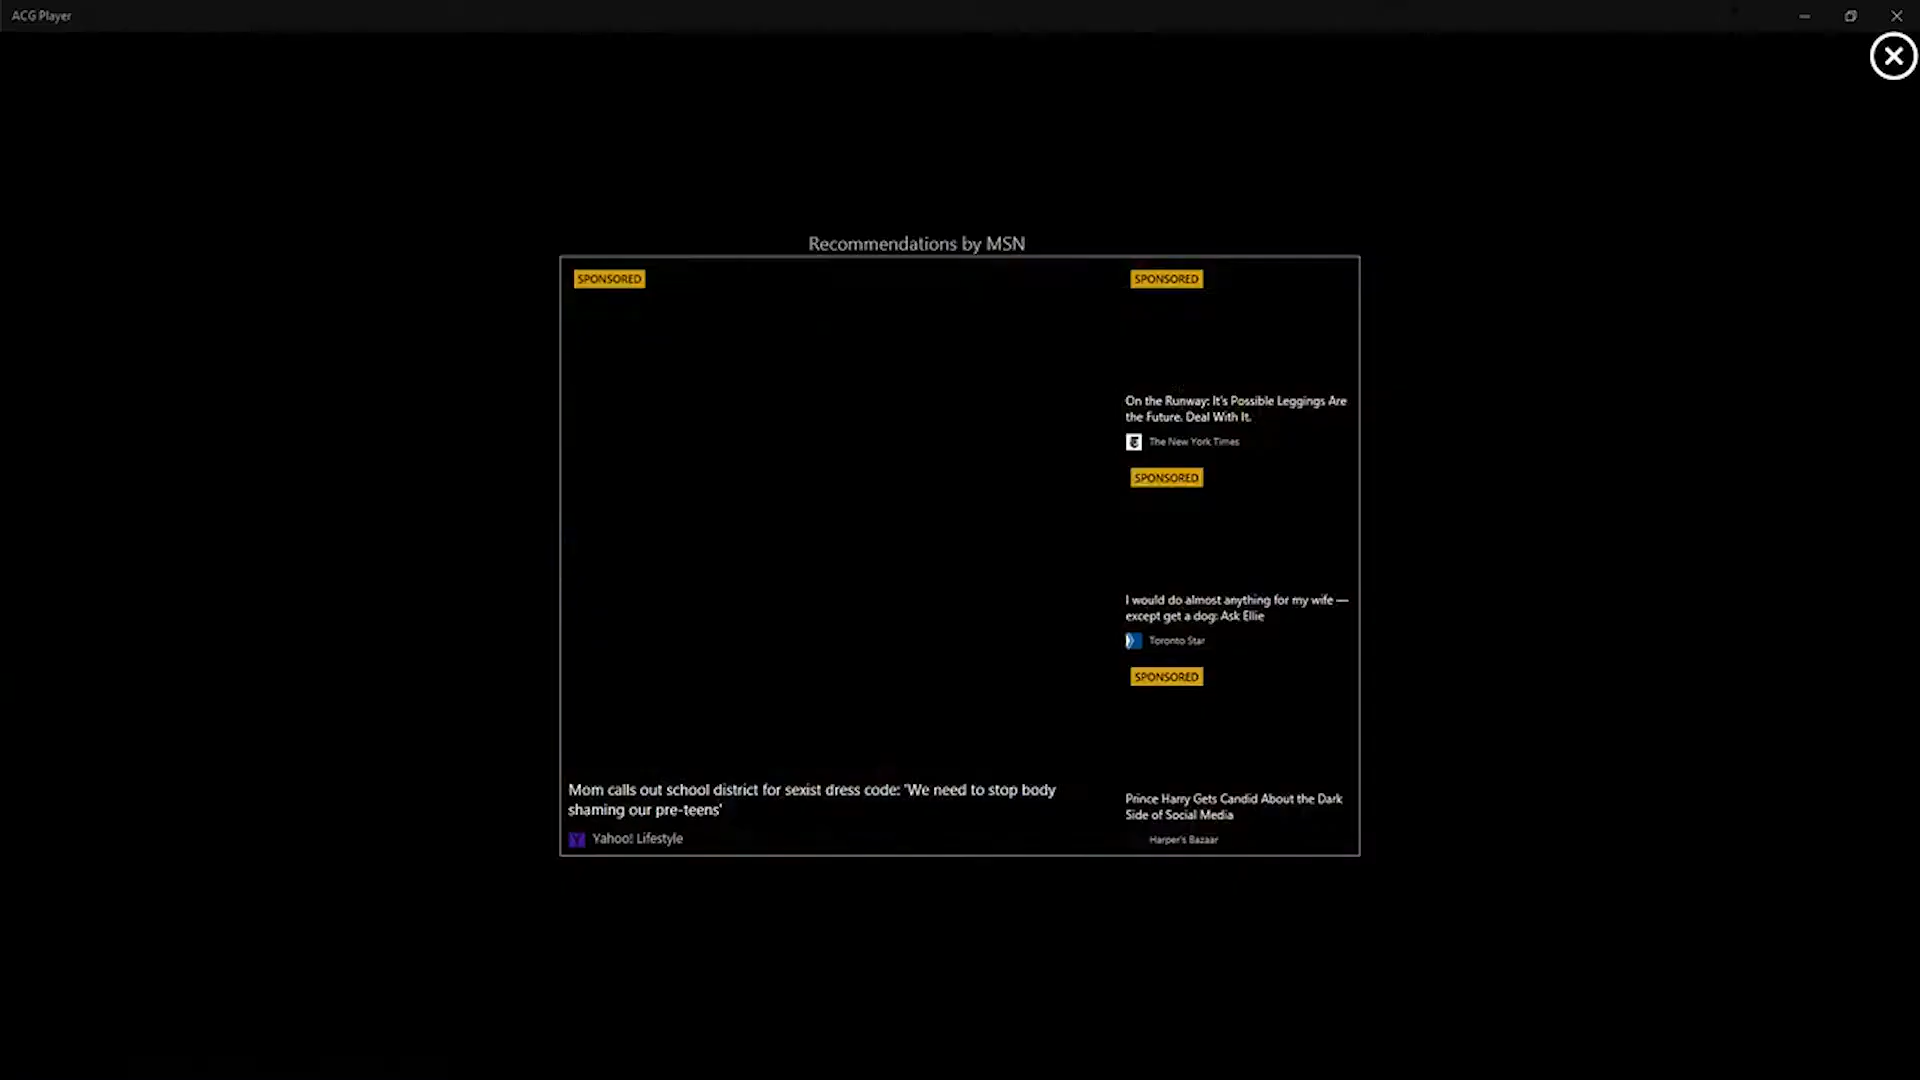 ACG Player
Recommendations by MSN
SPONSORED
Mom calls out school district for sexist dress code: 'We need to stop body
shaming our pre-teens'
Yahoo! Lifestyle
SPONSORED
On the Runway: It's Possible Leggings Are
the Future. Deal With It.
The New York Times
SPONSORED
I would do almost anything for my wife —
except get a dog: Ask Ellie
Toronto Star
SPONSORED
Prince Harry Gets Candid About the Dark
Side of Social Media
Harper's Bazaar